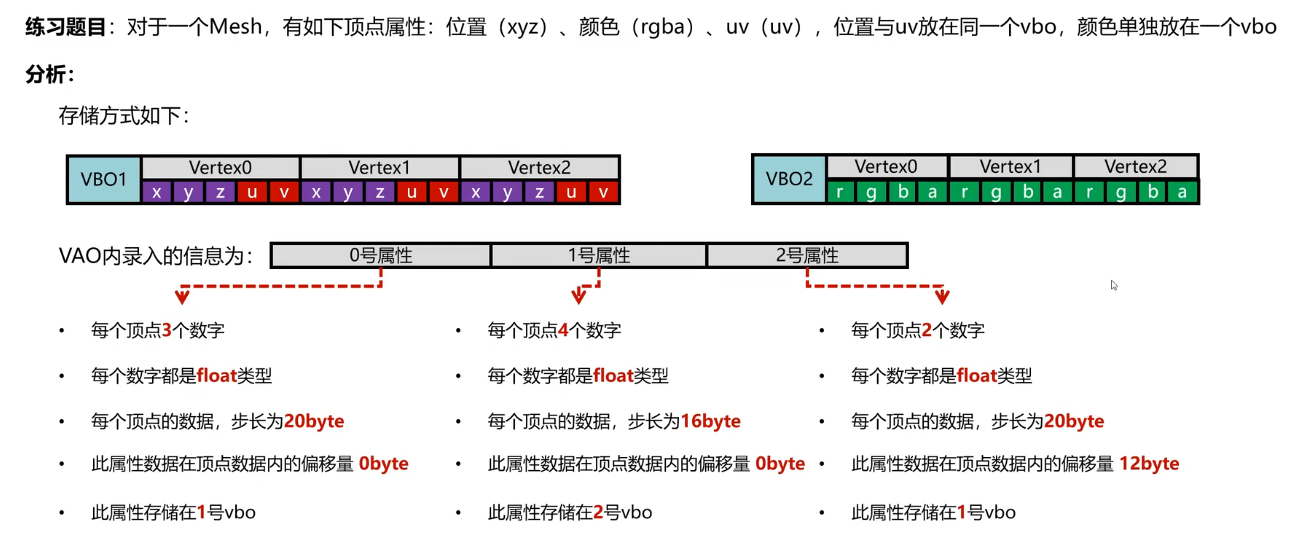 练习题目：对于一个Mesh，有如下顶点属性：位置（xyz）、颜色（rgba）、uv（uv），位置与uv放在同一个vbo，颜色单独放在一个vbo
分析：
存储方式如下：
VBO1 Vertex0 Vertex1 Vertex2
x y z u v x y z u v x y z u v
VBO2 Vertex0 Vertex1 Vertex2
r g b a r g b a r g b a
VAO内录入的信息为： 0号属性 1号属性 2号属性
• 每个顶点3个数字
• 每个数字都是float类型
• 每个顶点的数据，步长为20byte
• 此属性数据在顶点数据内的偏移量 0byte
• 此属性存储在1号vbo
• 每个顶点4个数字
• 每个数字都是float类型
• 每个顶点的数据，步长为16byte
• 此属性数据在顶点数据内的偏移量 0byte
• 此属性存储在2号vbo
• 每个顶点2个数字
• 每个数字都是float类型
• 每个顶点的数据，步长为20byte
• 此属性数据在顶点数据内的偏移量 12byte
• 此属性存储在1号vbo